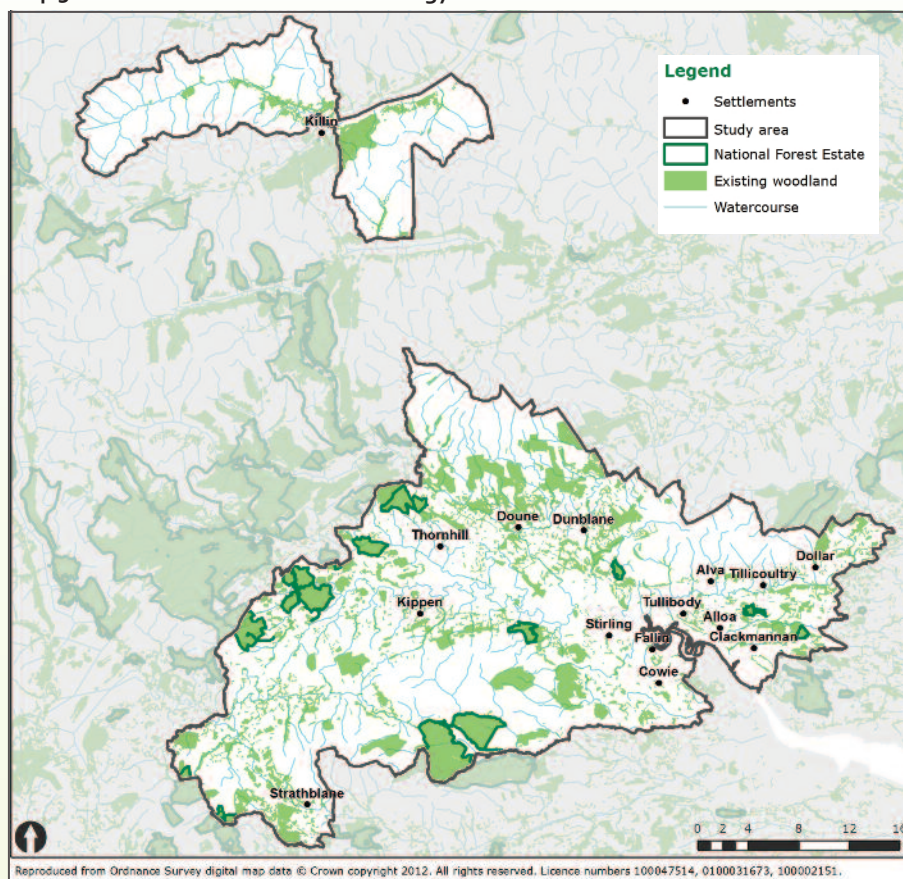 Legend
Settlements
Study area
National Forest Estate
Existing woodland
Watercourse
Killin
Doune
Dunblane
Thornhill
Dollar
Alva
Tillicoultry
Kippen
Tullibody
Alloa
Stirling
Clackmannan
Fallin
Cowie
Strathblane
0 2 4 8 12 16
Reproduced from Ordnance Survey digital map data © Crown copyright 2012. All rights reserved. Licence numbers 100047514, 0100031673, 100002151.